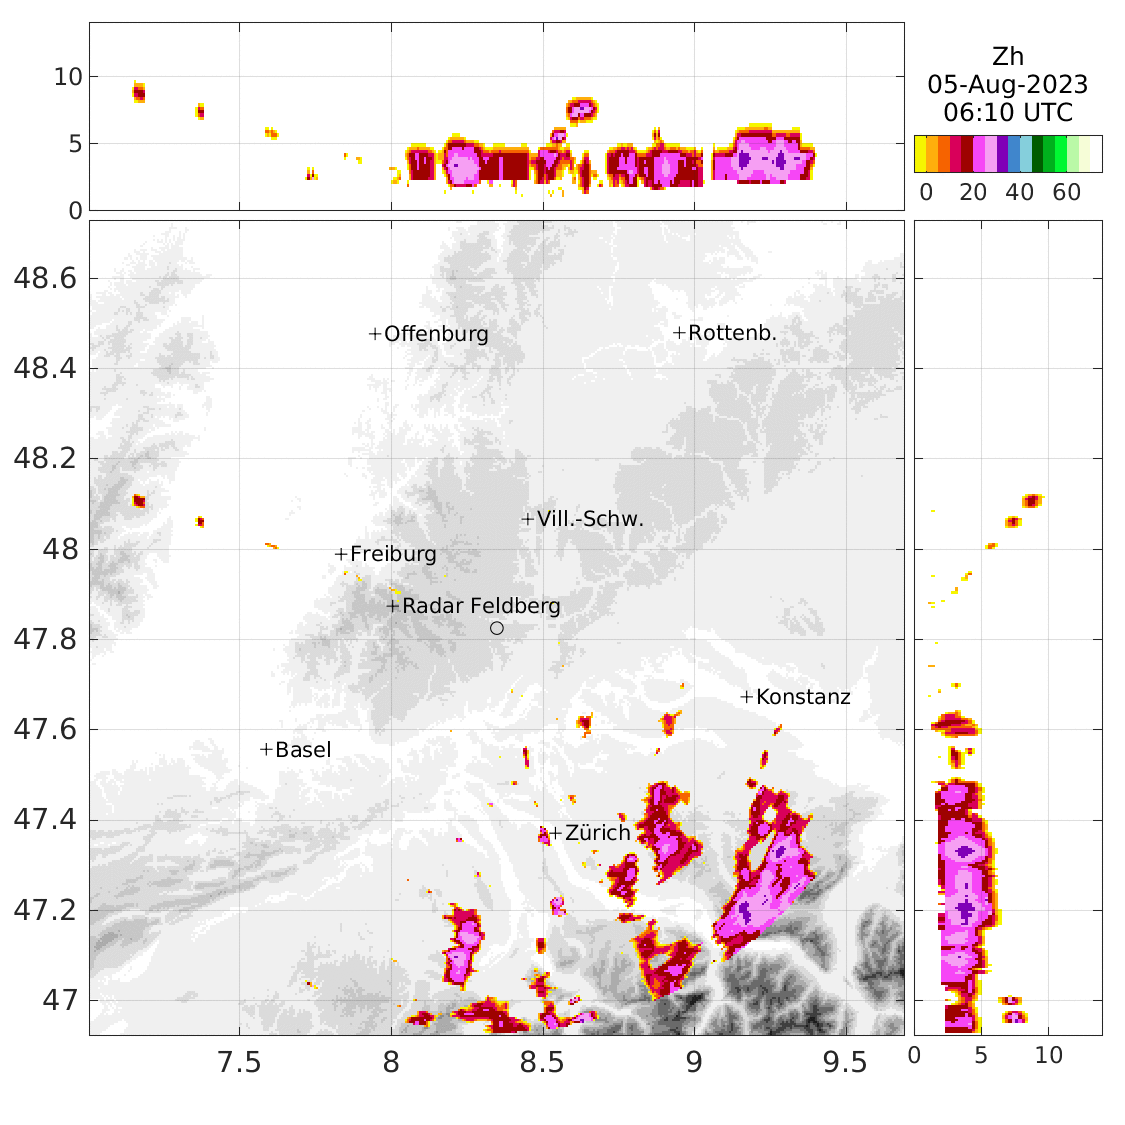 10
5
0
Zh
05-Aug-2023
06:10 UTC
0 20 40 60
48.6
48.4
48.2
48
47.8
47.6
47.4
47.2
47
+Offenburg
+Rottenb.
+Vill.-Schw.
+Freiburg
+Radar Feldberg
+Konstanz
+Basel
+Zürich
7.5 8 8.5 9 9.5
0 5 10